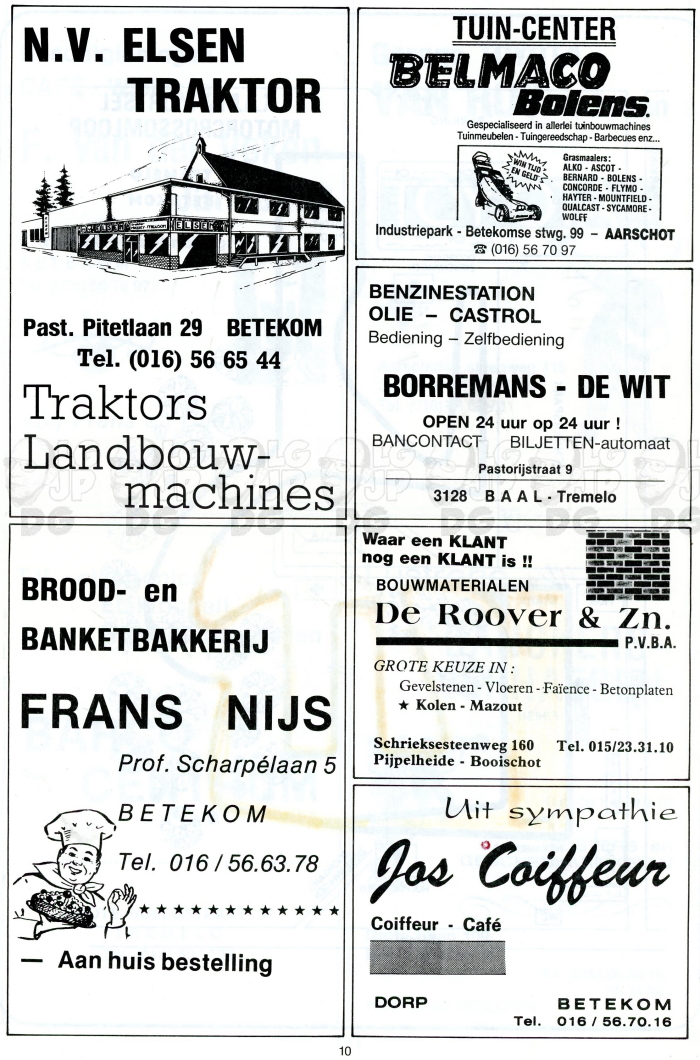 N.V. ELSEN
TRAKTOR
ELSEN
Past. Pitetlaan 29 BETEKOM
Tel. (016) 56 65 44
Traktors
Landbouw-
machines
TUIN-CENTER
BELMACO
Bolens.
Gespecialiseerd in allerlei tuinbouwmachines
Tuinmeubelen - Tuingereedschap - Barbecues enz...
WIN TIJD
EN GELD
Grasmaaiers:
ALKO - ASCOT -
BERNARD - BOLENS -
CONCORDE - FLYMO -
HAYTER - MOUNTFIELD -
QUALCAST - SYCAMORE -
WOLFF
Industriepark - Betekomse stwg. 99 – AARSCHOT
☎ (016) 56 70 97
BENZINESTATION
OLIE – CASTROL
Bediening – Zelfbediening
BORREMANS - DE WIT
OPEN 24 uur op 24 uur !
BANCONTACT BILJETTEN-automaat
Pastorijstraat 9
3128 BAAL - Tremelo
BROOD- en
BANKETBAKKERIJ
FRANS NIJS
Prof. Scharpélaan 5
BETEKOM
Tel. 016 / 56.63.78
★ ★ ★ ★ ★ ★ ★ ★ ★ ★ ★ ★ ★
— Aan huis bestelling
Waar een KLANT
nog een KLANT is !!
BOUWMATERIALEN
De Roover & Zn.
P.V.B.A.
GROTE KEUZE IN :
Gevelstenen - Vloeren - Faïence - Betonplaten
★ Kolen - Mazout
Schrieksesteenweg 160 Tel. 015/23.31.10
Pijpelheide - Booischot
Uit sympathie
Jos Coiffeur
Coiffeur - Café
DORP BETEKOM
Tel. 016 / 56.70.16
10